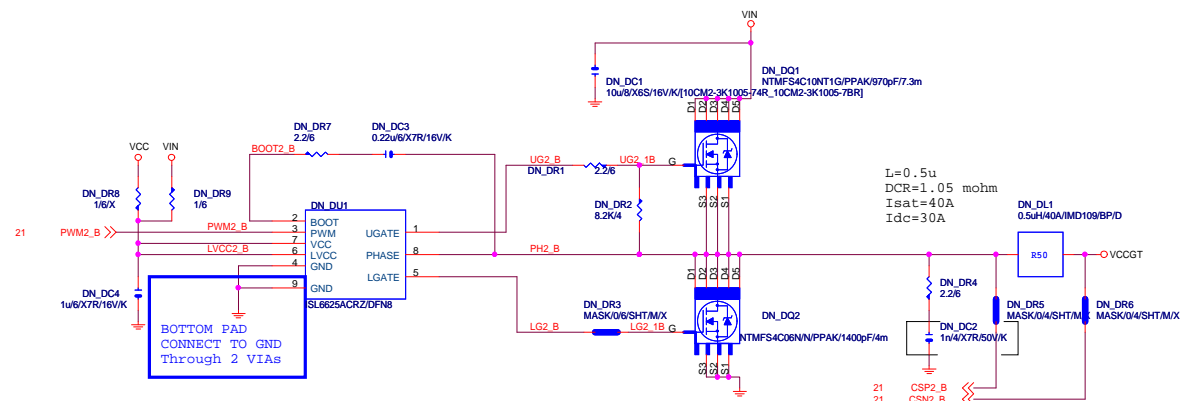 VIN
DN_DC1
10u/8/X6S/16V/K/[10CM2-3K1005-74R_10CM2-3K1005-7BR]
DN_DQ1
NTMFS4C10NT1G/PPAK/970pF/7.3m
D1
D2
D3
D4
D5
G
S3
S2
S1
DN_DR7
2.2/6
DN_DC3
0.22u/6/X7R/16V/K
BOOT2_B
VCC
VIN
DN_DR8
1/6/X
DN_DR9
1/6
UG2_B
DN_DR1
2.2/6
UG2_1B
DN_DR2
8.2K/4
L=0.5u
DCR=1.05 mohm
Isat=40A
Idc=30A
DN_DL1
0.5uH/40A/IMD109/BP/D
R50
VCCGT
DN_DU1
2
BOOT
3
PWM
7
VCC
6
LVCC
4
GND
9
GND
UGATE
1
PHASE
8
LGATE
5
SL6625ACRZ/DFN8
21
PWM2_B
PWM2_B
LVCC2_B
PH2_B
DN_DC4
1u/6/X7R/16V/K
BOTTOM PAD
CONNECT TO GND
Through 2 VIAs
LG2_B
DN_DR3
MASK/0/6/SHT/M/X
LG2_1B
G
D1
D2
D3
D4
D5
S3
S2
S1
DN_DQ2
NTMFS4C06N/N/PPAK/1400pF/4m
DN_DR4
2.2/6
DN_DC2
1n/4/X7R/50V/K
DN_DR5
MASK/0/4/SHT/M/X
DN_DR6
MASK/0/4/SHT/M/X
21
CSP2_B
21
CSN2_B